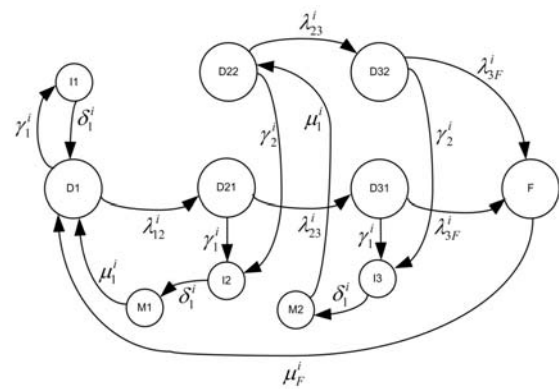 λ₂₃ⁱ
D22
D32
λ₃Fⁱ
I1
γ₁ⁱ
δ₁ⁱ
μ₁ⁱ
γ₂ⁱ
γ₂ⁱ
D1
D21
D31
F
λ₁₂ⁱ
γ₁ⁱ
λ₂₃ⁱ
γ₁ⁱ
λ₃Fⁱ
μ₁ⁱ
δ₁ⁱ
I2
δ₁ⁱ
I3
M1
M2
μ_Fⁱ